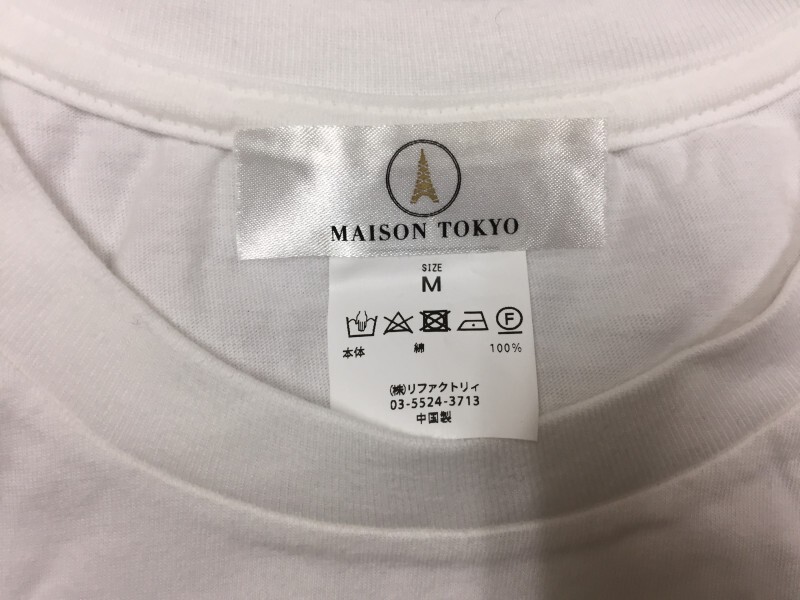 MAISON TOKYO
SIZE
M
本体 綿 100%
(株)リファクトリィ
03-5524-3713
中国製